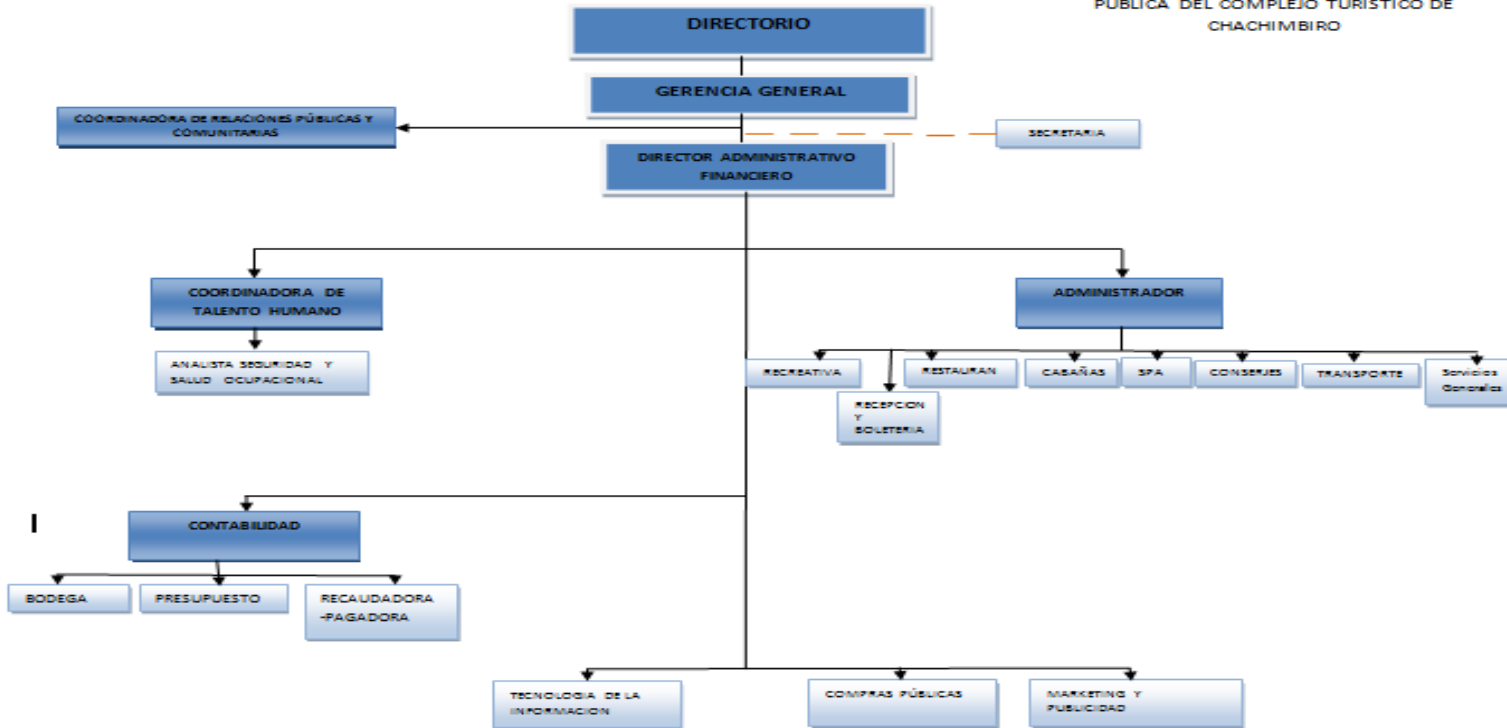 PÚBLICA DEL COMPLEJO TURÍSTICO DE
CHACHIMBIRO
DIRECTORIO
GERENCIA GENERAL
COORDINADORA DE RELACIONES PÚBLICAS Y
COMUNITARIAS
SECRETARIA
DIRECTOR ADMINISTRATIVO
FINANCIERO
COORDINADORA DE
TALENTO HUMANO
ADMINISTRADOR
ANALISTA SEGURIDAD Y
SALUD OCUPACIONAL
RECREATIVA
RECEPCION
Y
BOLETERIA
RESTAURAN
CABAÑAS
SPA
CONSERJES
TRANSPORTE
Servicios
Generales
I
CONTABILIDAD
BODEGA
PRESUPUESTO
RECAUDADORA
-PAGADORA
TECNOLOGIA DE LA
INFORMACION
COMPRAS PÚBLICAS
MARKETING Y
PUBLICIDAD